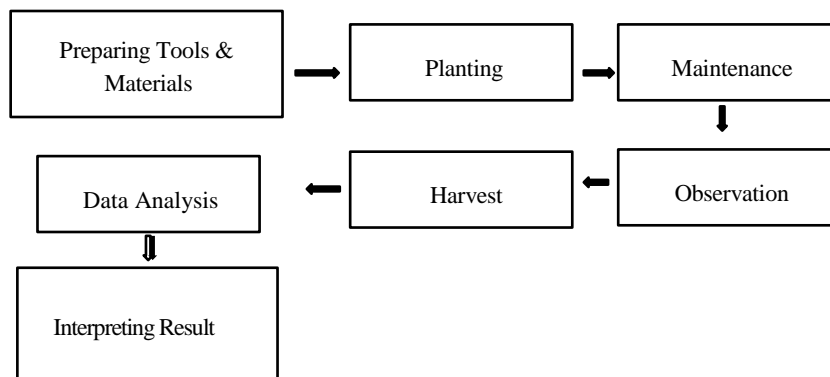 Preparing Tools &
Materials
Planting
Maintenance
Observation
Harvest
Data Analysis
Interpreting Result